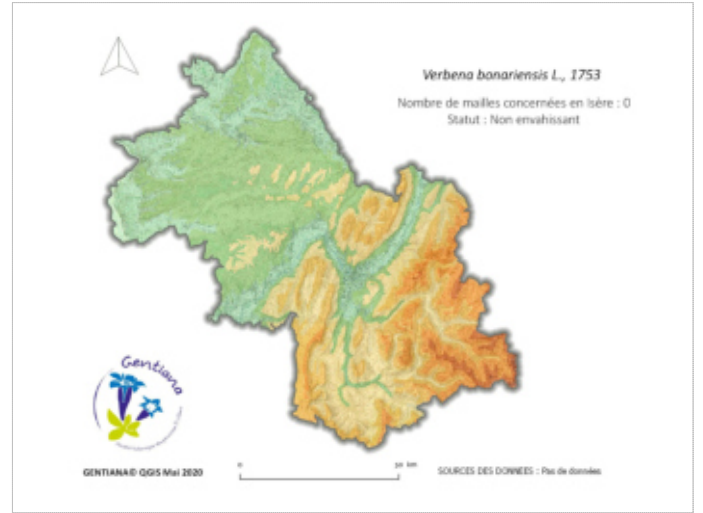 Verbena bonariensis L., 1753
Nombre de mailles concernées en Isère : 0
Statut : Non envahissant
Gentiana
GENTIANA© QGIS Mai 2020
0
km
SOURCES DES DONNEES : Pas de données